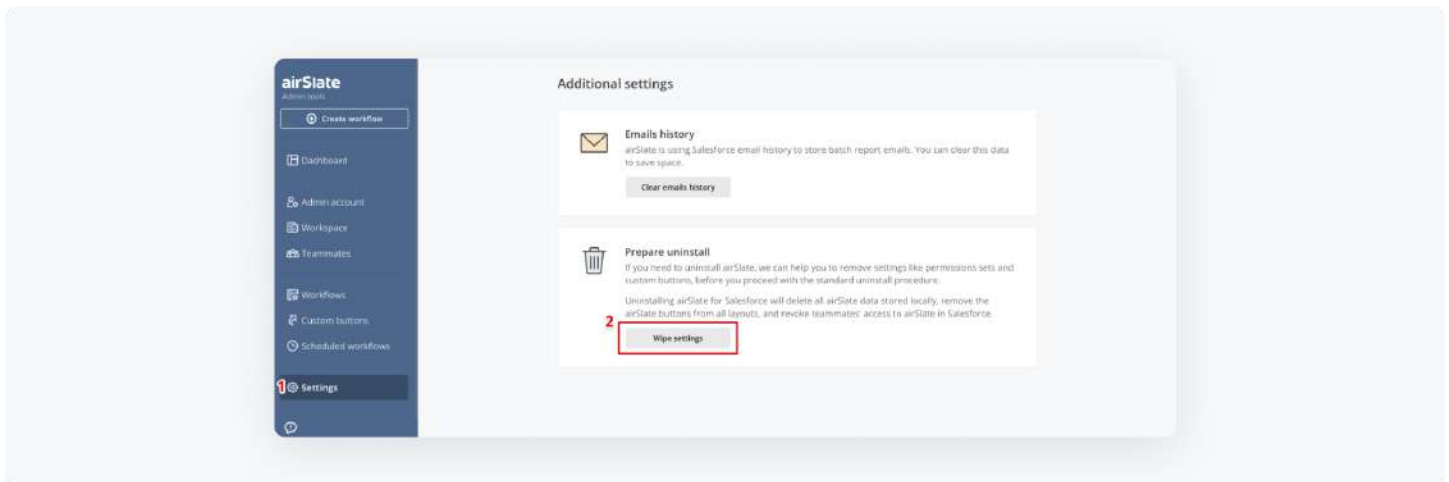 airSlate
Admin tools
Create workflow
Dashboard
Admin account
Workspace
Teammates
Workflows
Custom buttons
Scheduled workflows
1
Settings
Additional settings
Emails history
airSlate is using Salesforce email history to store batch report emails. You can clear this data
to save space.
Clear emails history
Prepare uninstall
If you need to uninstall airSlate, we can help you to remove settings like permissions sets and
custom buttons, before you proceed with the standard uninstall procedure.
Uninstalling airSlate for Salesforce will delete all airSlate data stored locally, remove the
airSlate buttons from all layouts, and revoke teammates' access to airSlate in Salesforce
2
Wipe settings